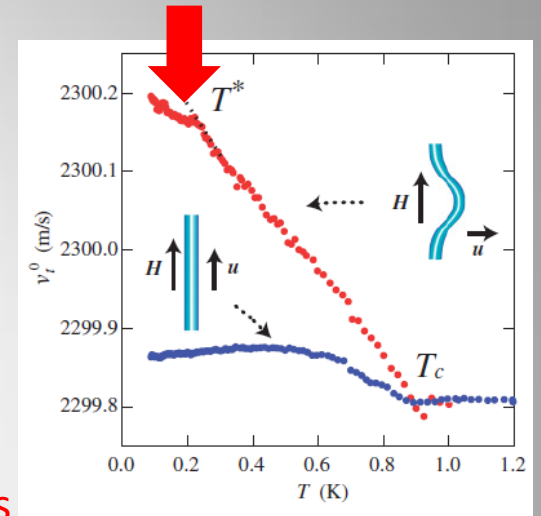 T*
2300.2
2300.1
2300.0
2299.9
2299.8
v_t^0 (m/s)
H
u
H
u
T_c
0.0
0.2
0.4
0.6
0.8
1.0
1.2
T (K)
s